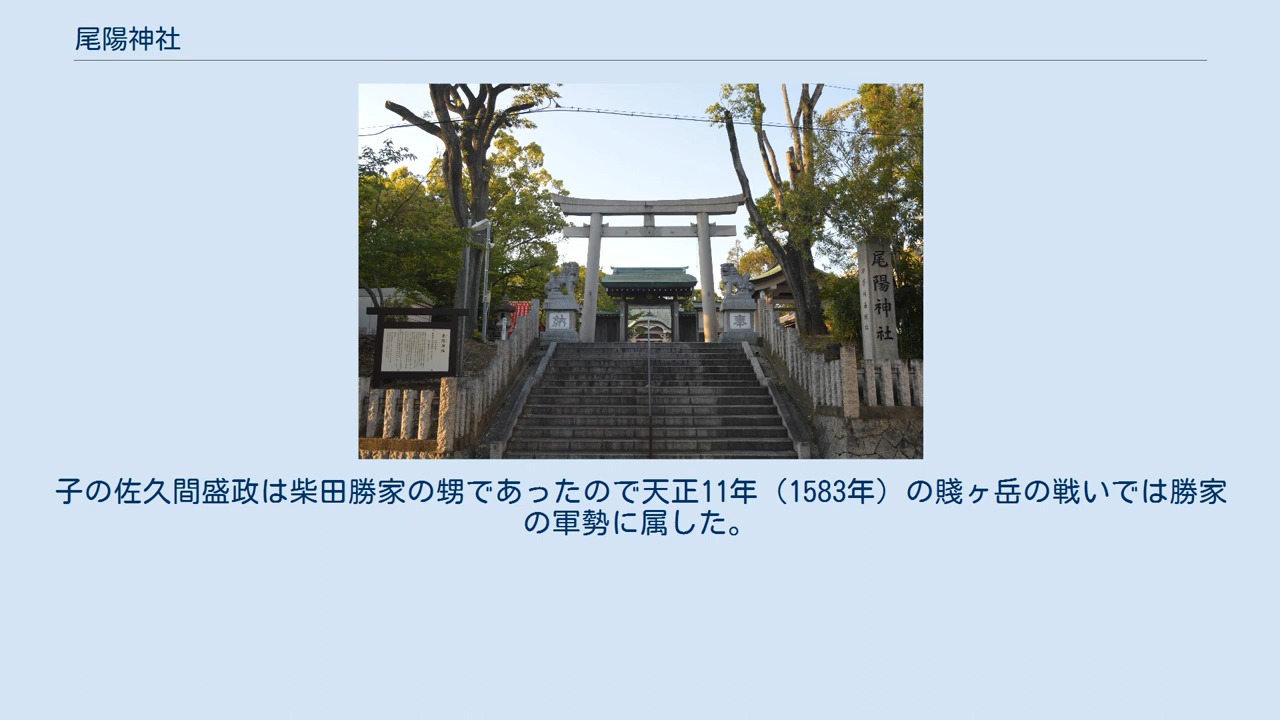 尾陽神社
尾陽神社
納
奉
子の佐久間盛政は柴田勝家の甥であったので天正11年（1583年）の賤ヶ岳の戦いでは勝家
の軍勢に属した。